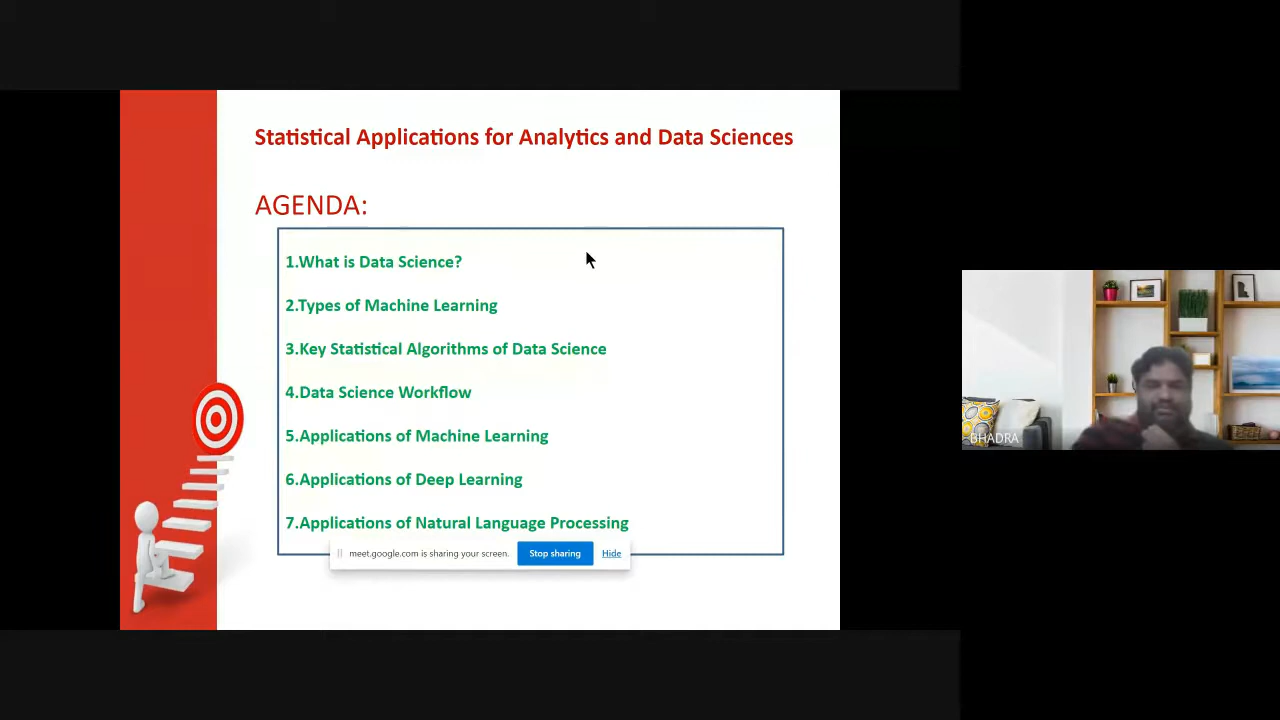 Statistical Applications for Analytics and Data Sciences
AGENDA:
1.What is Data Science?
2.Types of Machine Learning
3.Key Statistical Algorithms of Data Science
4.Data Science Workflow
5.Applications of Machine Learning
6.Applications of Deep Learning
7.Applications of Natural Language Processing
meet.google.com is sharing your screen. Stop sharing Hide
BHADRA